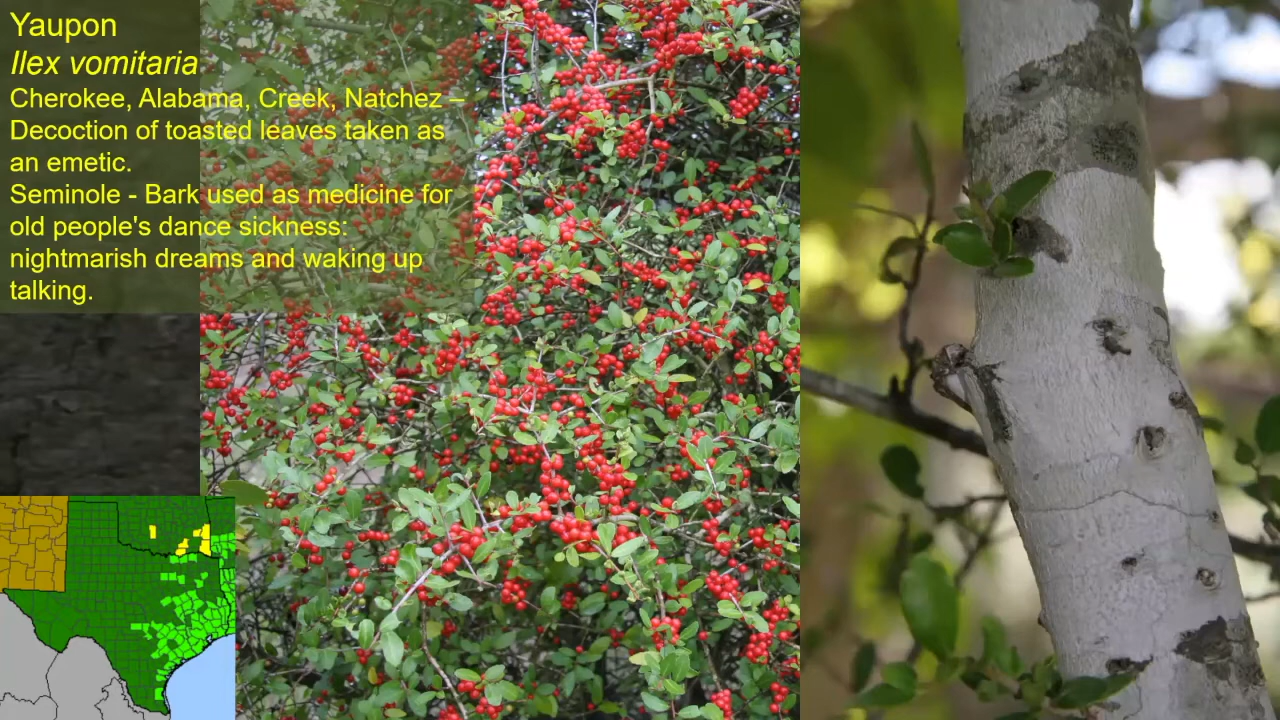 Yaupon
Ilex vomitaria
Cherokee, Alabama, Creek, Natchez –
Decoction of toasted leaves taken as
an emetic.
Seminole - Bark used as medicine for
old people's dance sickness:
nightmarish dreams and waking up
talking.